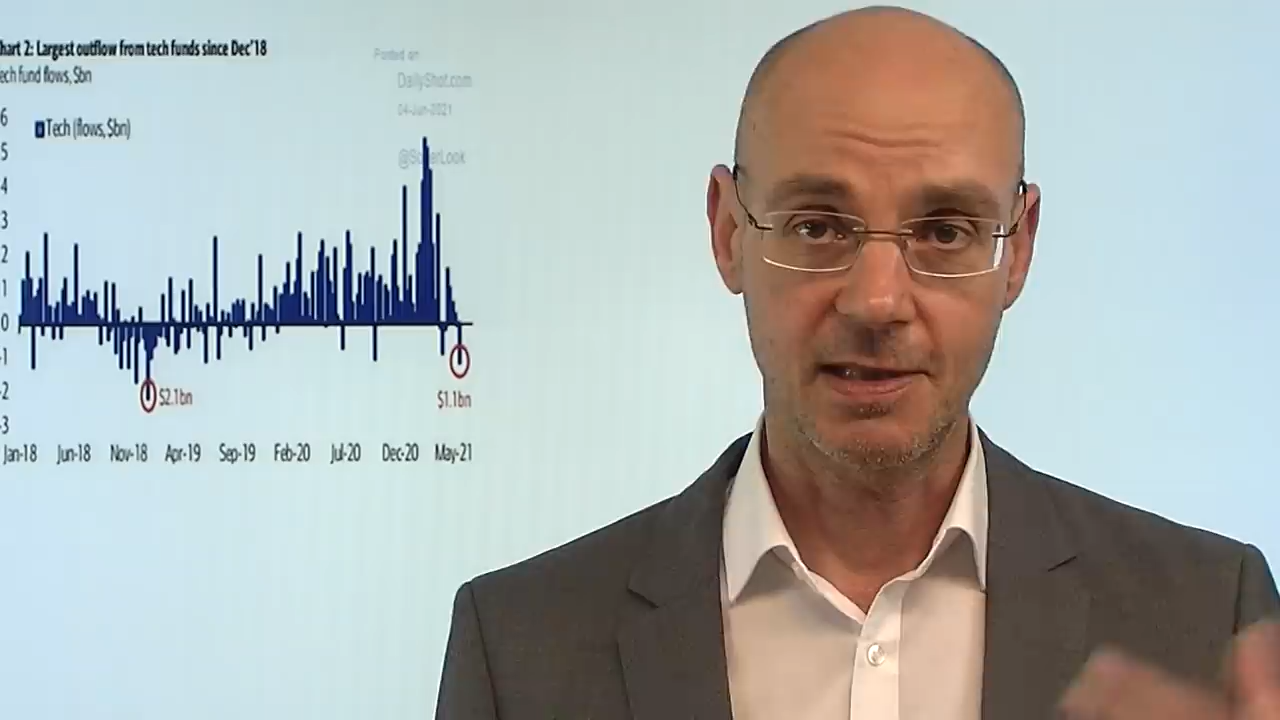 hart 2: Largest outflow from tech funds since Dec'18
ech fund flows, $bn
Posted on
DailyShot.com
04-Jun-2021
6
Tech (flows, $bn)
5
4
3
2
1
0
-1
-2
-3
$2.1bn
$1.1bn
Jan-18 Jun-18 Nov-18 Apr-19 Sep-19 Feb-20 Jul-20 Dec-20 May-21